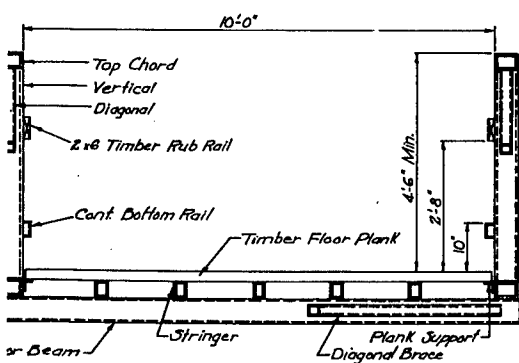 10'-0"
Top Chord
Vertical
Diagonal
2x6 Timber Rub Rail
4'-6" Min.
2'-8"
Cont. Bottom Rail
10"
Timber Floor Plank
Stringer
Plank Support
or Beam
Diagonal Brace